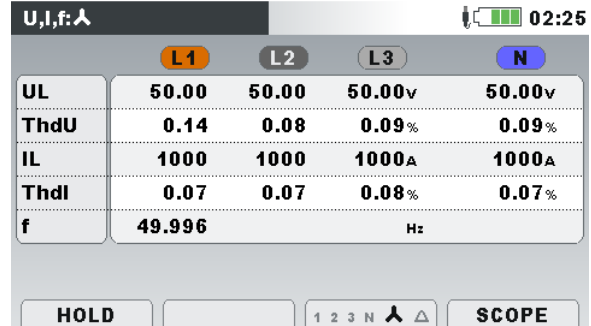 U,I,f: 02:25
L1 L2 L3 N
UL 50.00 50.00 50.00V 50.00V
ThdU 0.14 0.08 0.09% 0.09%
IL 1000 1000 1000A 1000A
ThdI 0.07 0.07 0.08% 0.07%
f 49.996 Hz
HOLD 1 2 3 N △ SCOPE